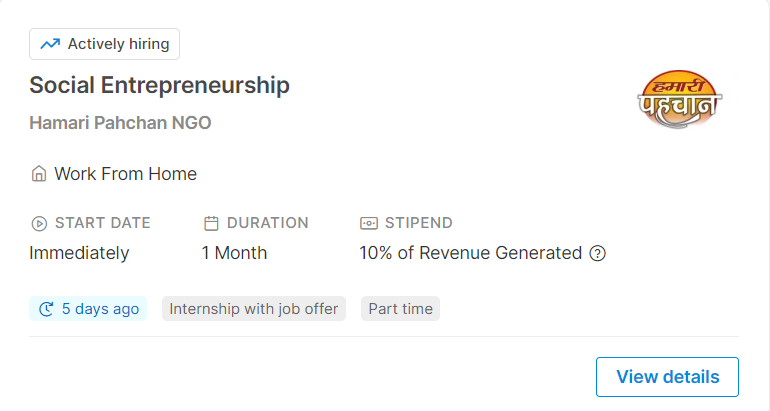 Actively hiring
Social Entrepreneurship
Hamari Pahchan NGO
हमारी
पहचान
Work From Home
START DATE
DURATION
STIPEND
Immediately
1 Month
10% of Revenue Generated ?
5 days ago
Internship with job offer
Part time
View details